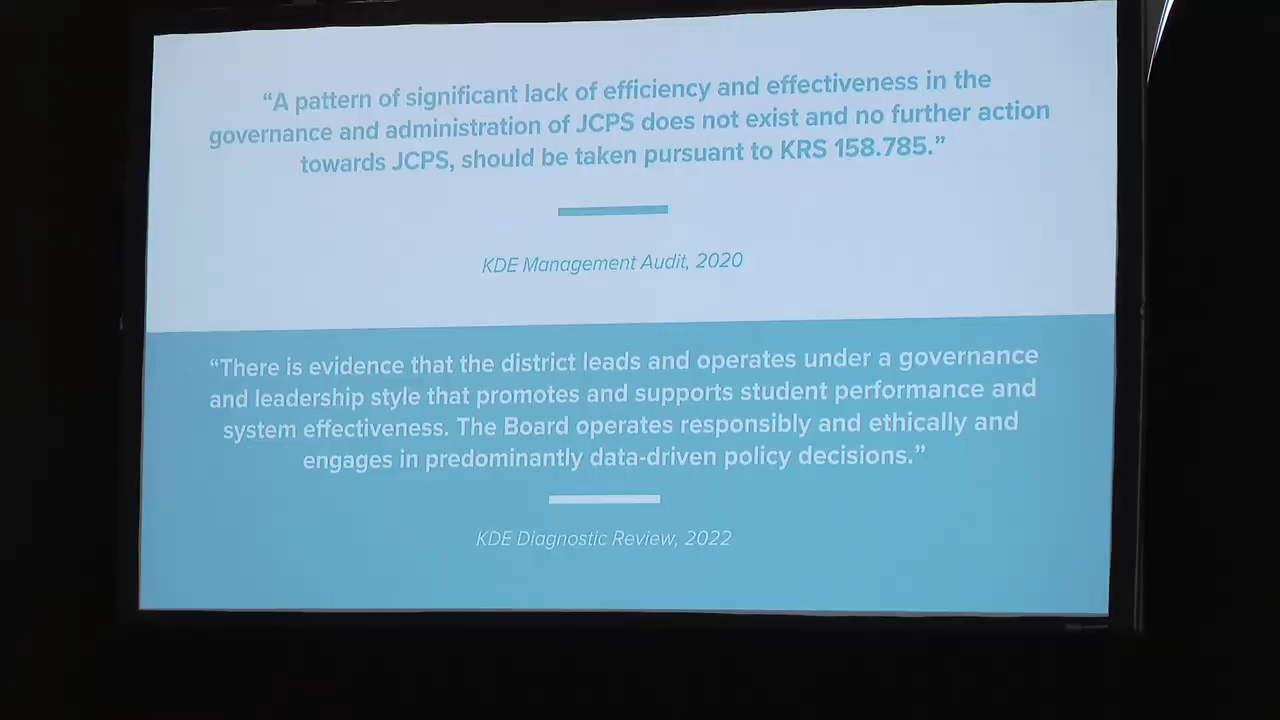 “A pattern of significant lack of efficiency and effectiveness in the
governance and administration of JCPS does not exist and no further action
towards JCPS, should be taken pursuant to KRS 158.785.”
KDE Management Audit, 2020
“There is evidence that the district leads and operates under a governance
and leadership style that promotes and supports student performance and
system effectiveness. The Board operates responsibly and ethically and
engages in predominantly data-driven policy decisions.”
KDE Diagnostic Review, 2022